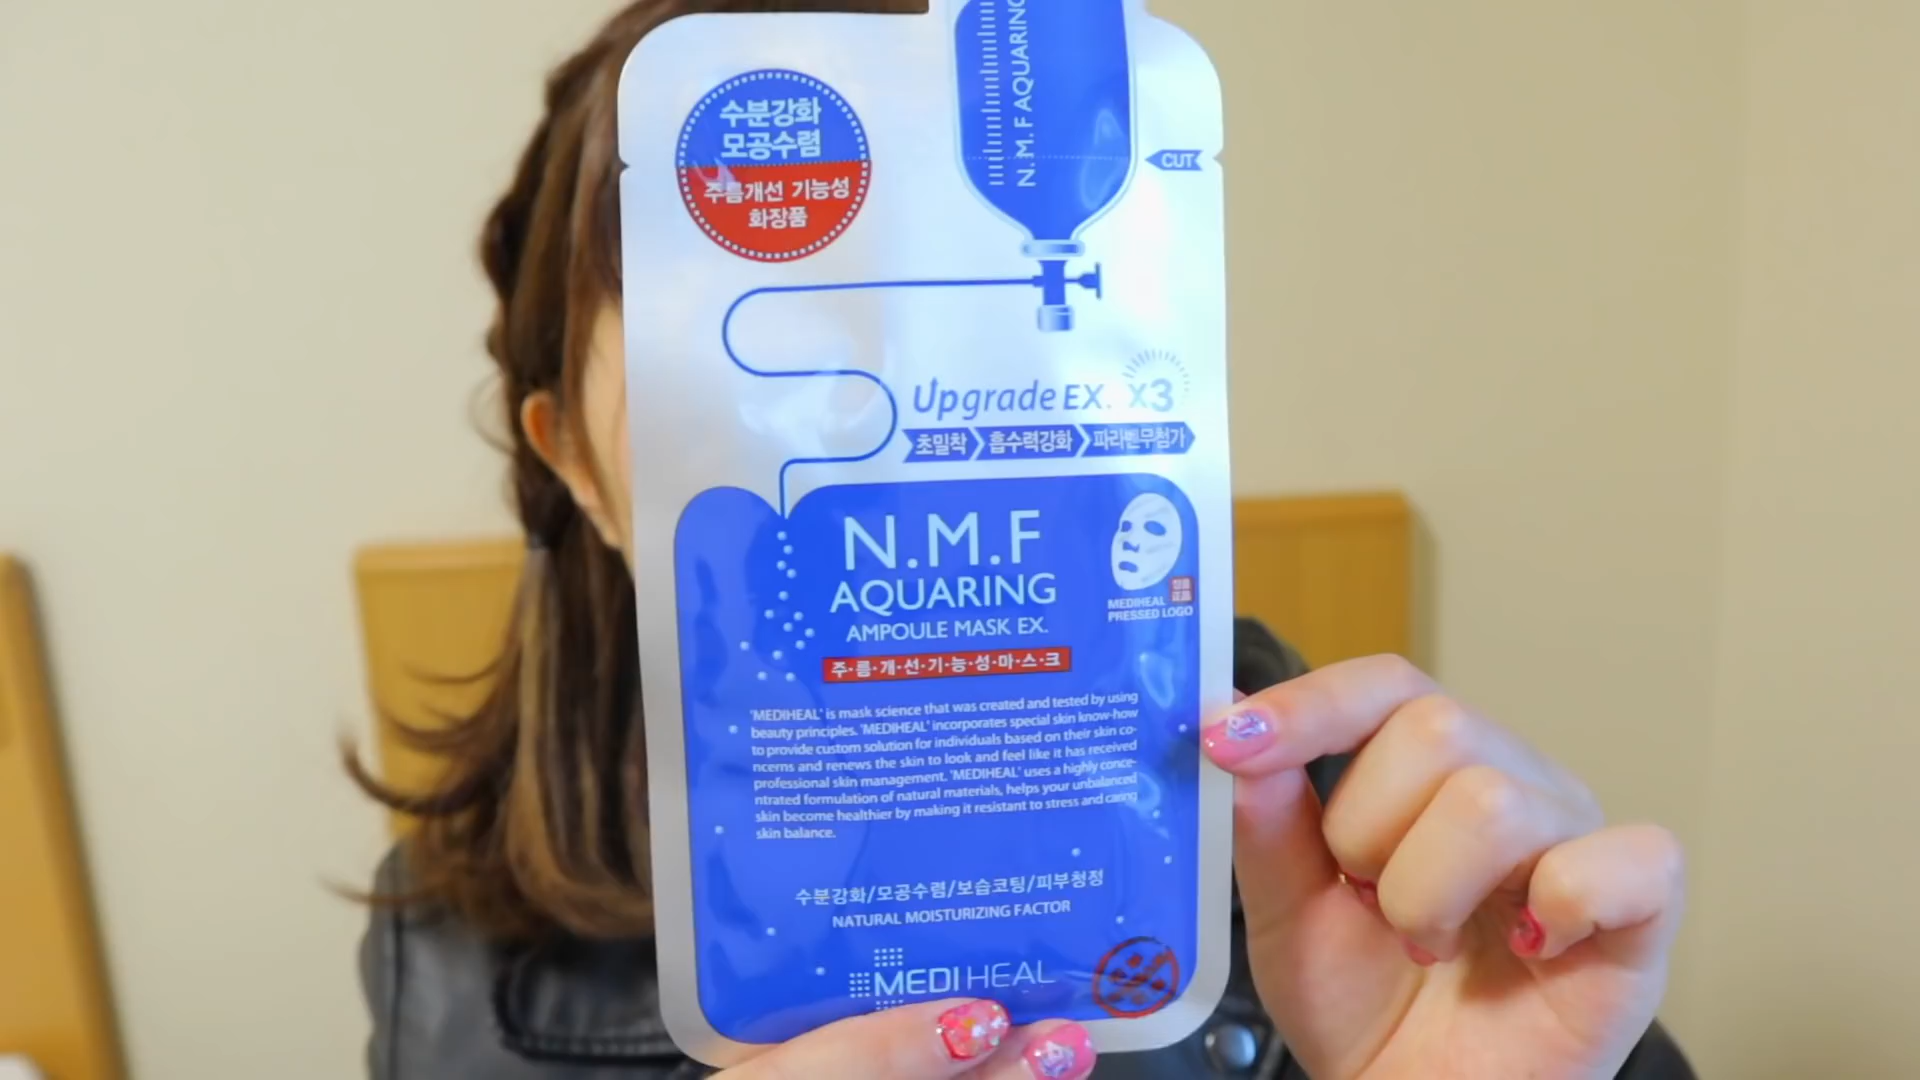 수분강화
모공수렴
주름개선 기능성
화장품
N.M.F AQUARING
CUT
Upgrade EX. x3
초밀착 흡수력강화 파라벤무첨가
N.M.F
AQUARING
AMPOULE MASK EX.
MEDIHEAL
PRESSED LOGO
주·름·개·선·기·능·성·마·스·크
'MEDIHEAL' is mask science that was created and tested by using
beauty principles. 'MEDIHEAL' incorporates special skin know-how
to provide custom solution for individuals based on their skin co-
ncerns and renews the skin to look and feel like it has received
professional skin management. 'MEDIHEAL' uses a highly conce-
ntrated formulation of natural materials, helps your unbalanced
skin become healthier by making it resistant to stress and caring
skin balance.
수분강화/모공수렴/보습코팅/피부청정
NATURAL MOISTURIZING FACTOR
MEDIHEAL